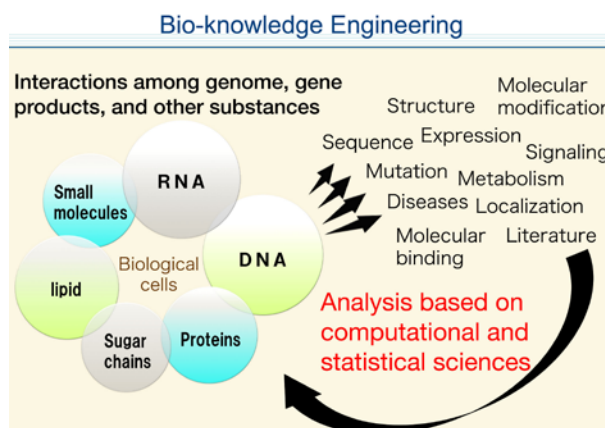 Bio-knowledge Engineering
Interactions among genome, gene
products, and other substances
Molecular
modification
Structure
Sequence
Expression
Signaling
Mutation
Metabolism
Diseases
Localization
Molecular
binding
Literature
RNA
Small
molecules
DNA
Biological
cells
lipid
Sugar
chains
Proteins
Analysis based on
computational and
statistical sciences